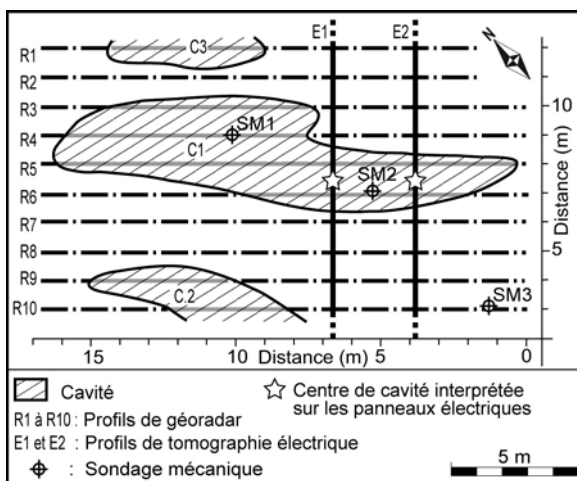 E1 E2
N
R1
C3
R2
R3
10
R4
SM1
C1
R5
SM2
R6
R7
R8
5
R9
C.2
SM3
R10
Distance (m)
15 10 Distance (m) 5 0
Cavité
Centre de cavité interprétée
sur les panneaux électriques
R1 à R10 : Profils de géoradar
E1 et E2 : Profils de tomographie électrique
: Sondage mécanique
5 m